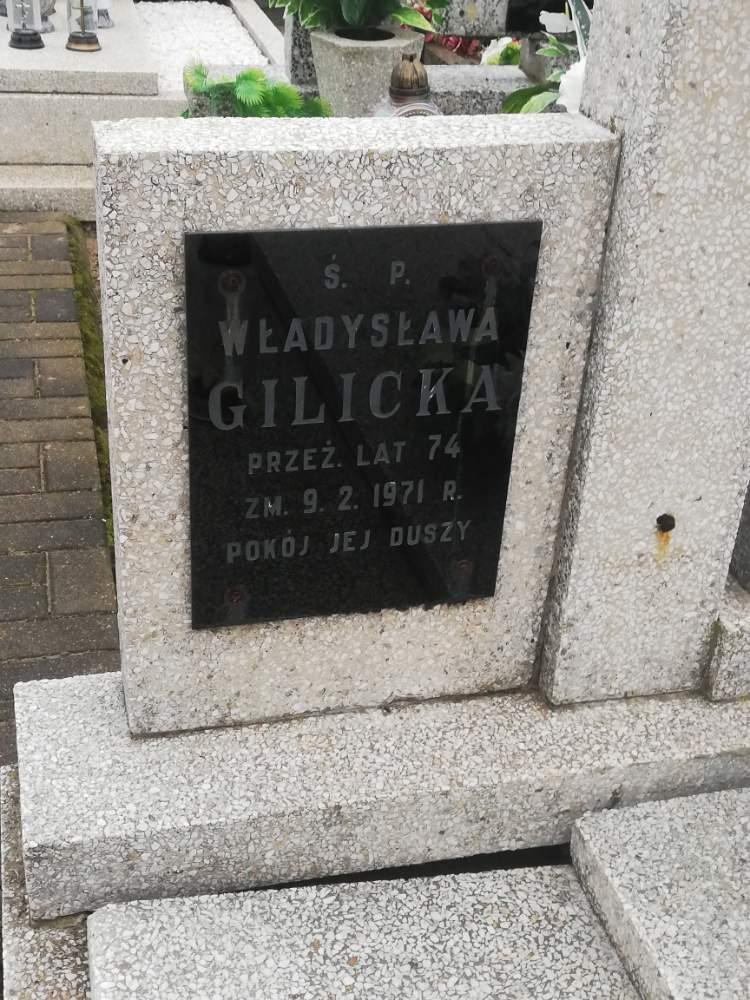 Ś. P.
WŁADYSŁAWA
GILICKA
PRZEŻ. LAT 74
ZM. 9. 2. 1971 R.
POKÓJ JEJ DUSZY